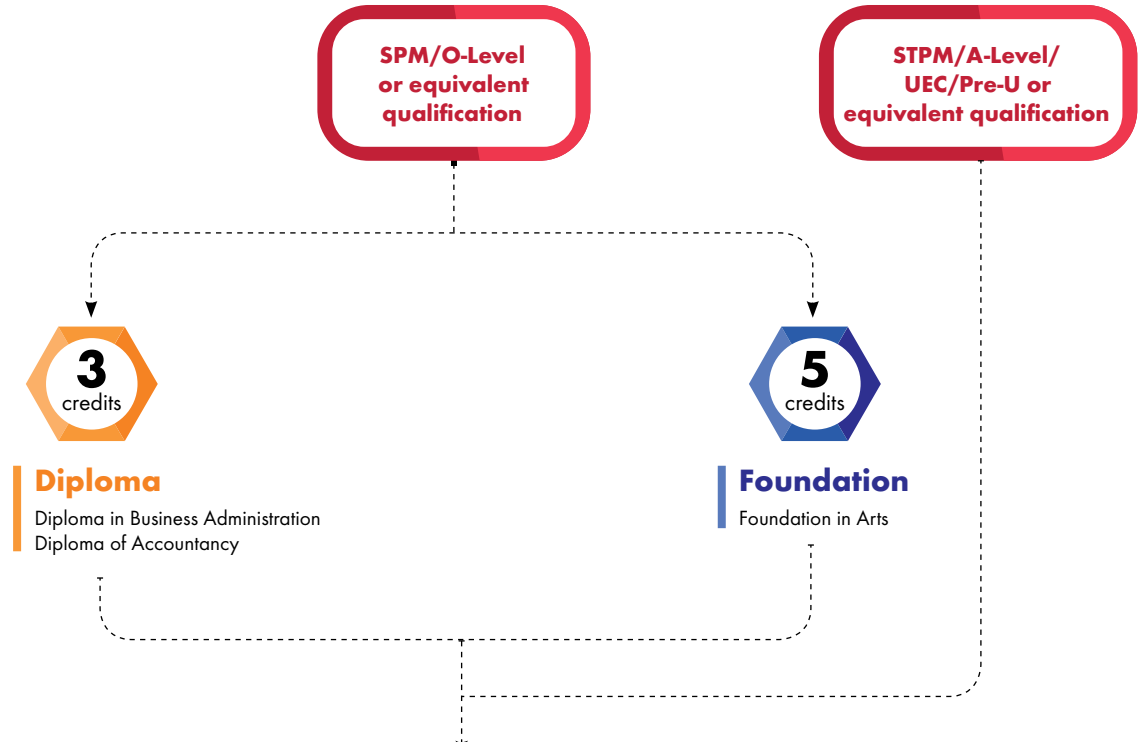 SPM/O-Level
or equivalent
qualification
STPM/A-Level/
UEC/Pre-U or
equivalent qualification
3
credits
Diploma
Diploma in Business Administration
Diploma of Accountancy
5
credits
Foundation
Foundation in Arts